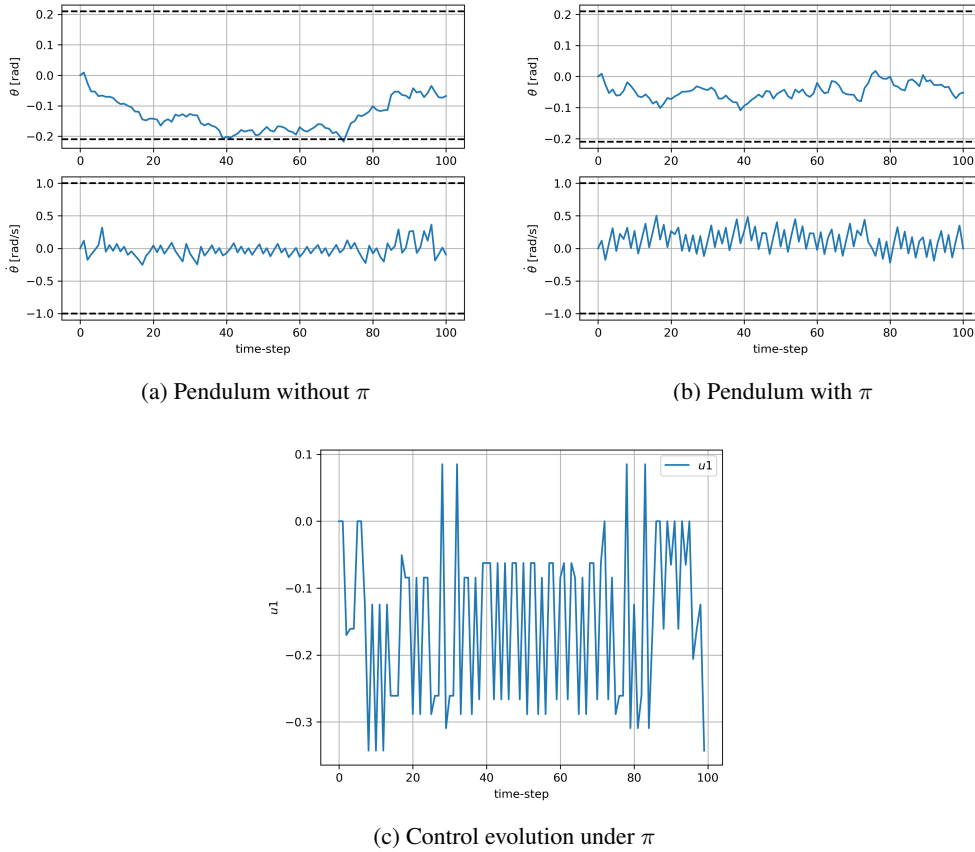 0.2
0.1
0.0
−0.1
−0.2
θ [rad]
0 20 40 60 80 100
1.0
0.5
0.0
−0.5
−1.0
θ̇ [rad/s]
0 20 40 60 80 100
time-step
(a) Pendulum without π
0.2
0.1
0.0
−0.1
−0.2
θ [rad]
0 20 40 60 80 100
1.0
0.5
0.0
−0.5
−1.0
θ̇ [rad/s]
0 20 40 60 80 100
time-step
(b) Pendulum with π
0.1
0.0
−0.1
−0.2
−0.3
u1
u1
0 20 40 60 80 100
time-step
(c) Control evolution under π